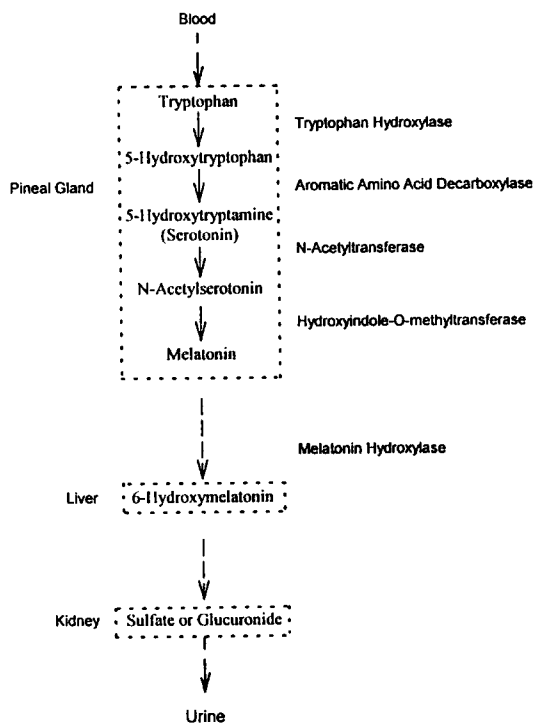 Blood
Tryptophan
Tryptophan Hydroxylase
5-Hydroxytryptophan
Pineal Gland
Aromatic Amino Acid Decarboxylase
5-Hydroxytryptamine
(Serotonin)
N-Acetyltransferase
N-Acetylserotonin
Hydroxyindole-O-methyltransferase
Melatonin
Melatonin Hydroxylase
Liver
6-Hydroxymelatonin
Kidney
Sulfate or Glucuronide
Urine